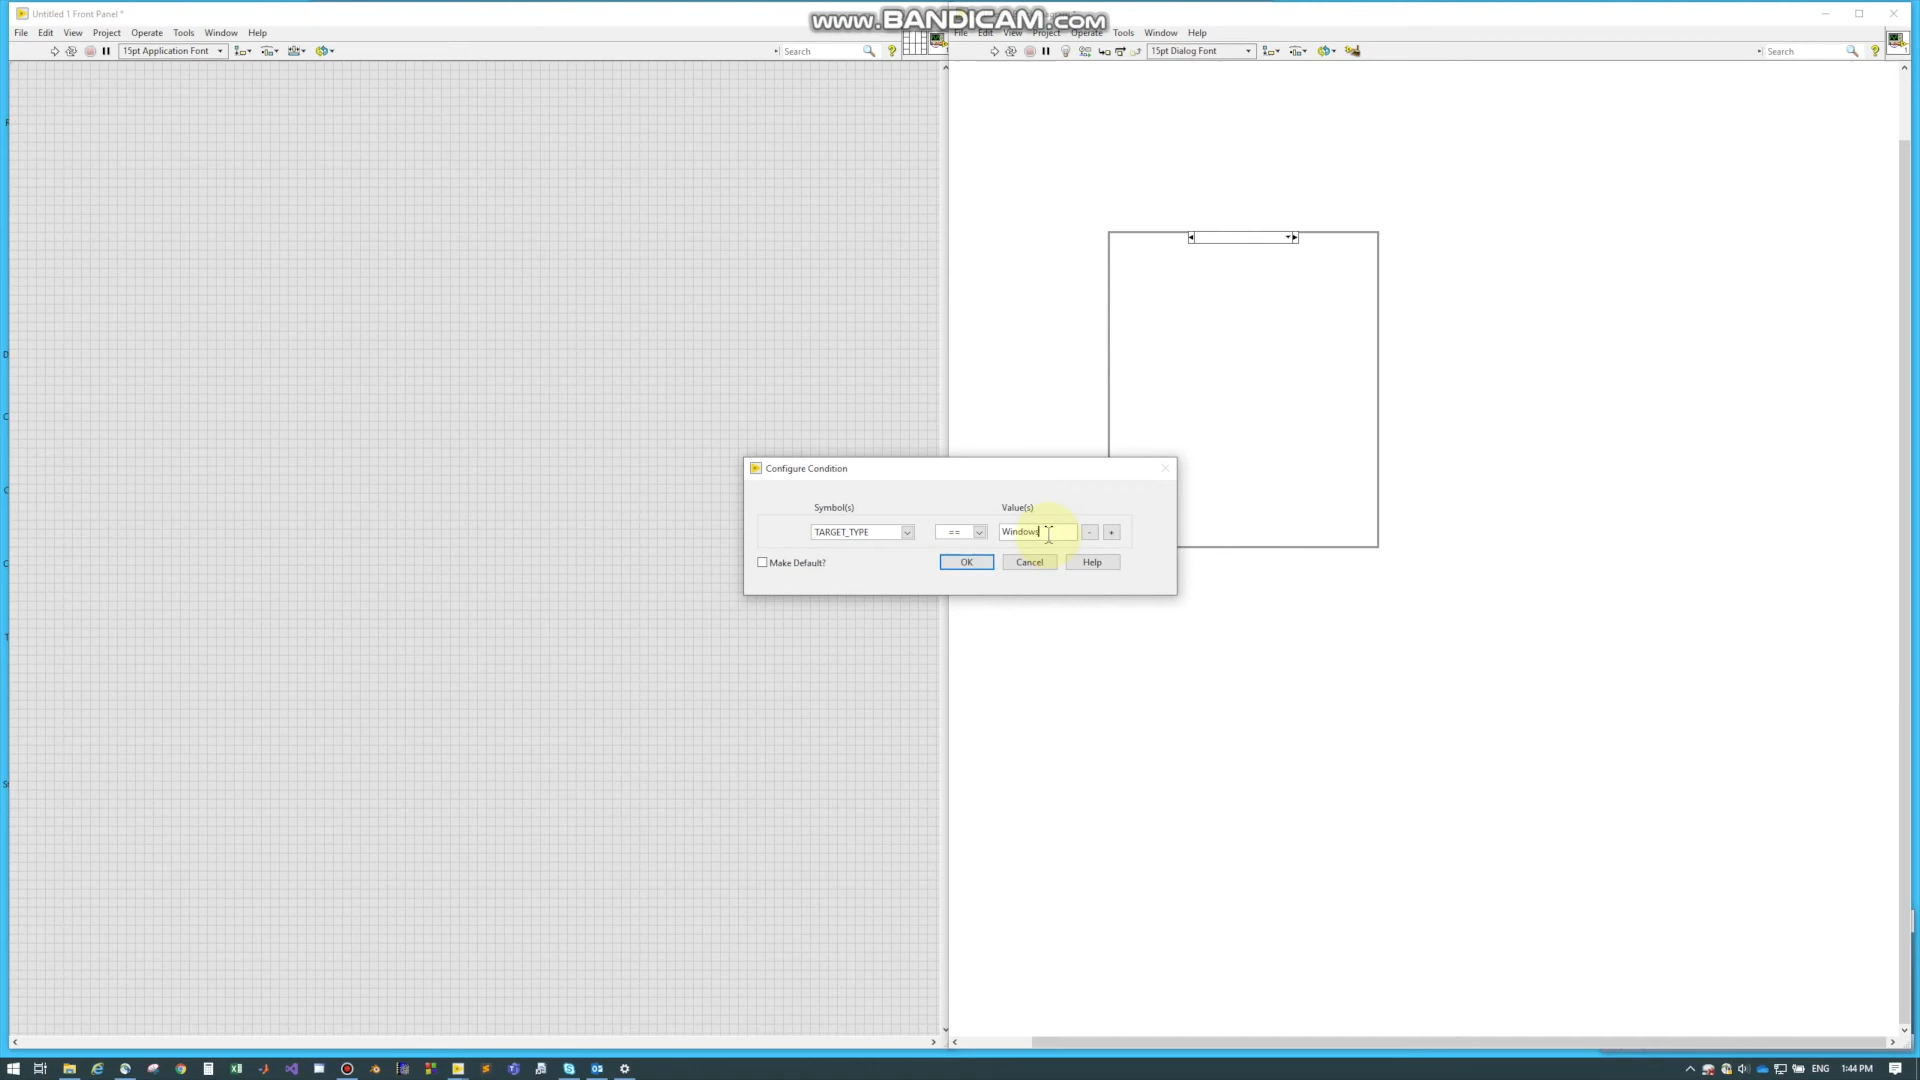 Untitled 1 Front Panel *
www.BANDICAM.com
File Edit View Project Operate Tools Window Help
File Edit View Project Operate Tools Window Help
15pt Application Font
Search
15pt Dialog Font
Search
Configure Condition
Symbol(s)
Value(s)
TARGET_TYPE
==
Windows
-
+
Make Default?
OK
Cancel
Help
ENG
1:44 PM